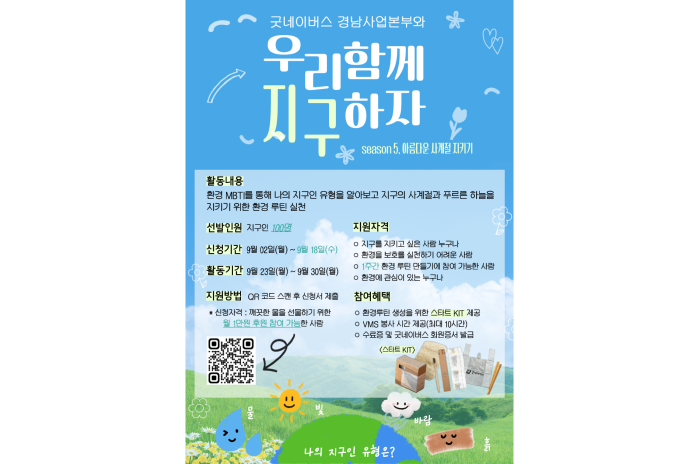 굿네이버스 경남사업본부와
우리함께
지구하자
season 5. 아름다운 사계절 지키기
활동내용
환경 MBTI를 통해 나의 지구인 유형을 알아보고 지구의 사계절과 푸르른 하늘을
지키기 위한 환경 루틴 실천
선발인원 지구인 100명
신청기간 9월 02일(월) ~ 9월 18일(수)
활동기간 9월 23일(월) ~ 9월 30일(월)
지원방법 QR 코드 스캔 후 신청서 제출
* 신청자격 : 깨끗한 물을 선물하기 위한
월 1만원 후원 참여 가능한 사람
지원자격
지구를 지키고 싶은 사람 누구나
환경을 보호를 실천하기 어려운 사람
1주간 환경 루틴 만들기에 참여 가능한 사람
환경에 관심이 있는 누구나
참여혜택
환경루틴 생성을 위한 스타트 KIT 제공
VMS 봉사 시간 제공(최대 10시간)
수료증 및 굿네이버스 회원증서 발급
<스타트 KIT>
물
빛
바람
흙
나의 지구인 유형은?